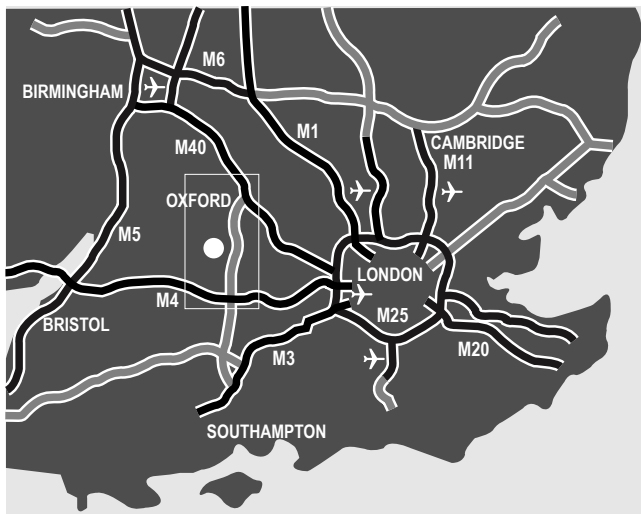 M6
BIRMINGHAM
M1
M40
CAMBRIDGE
M11
OXFORD
M5
LONDON
M4
M25
BRISTOL
M3
M20
SOUTHAMPTON